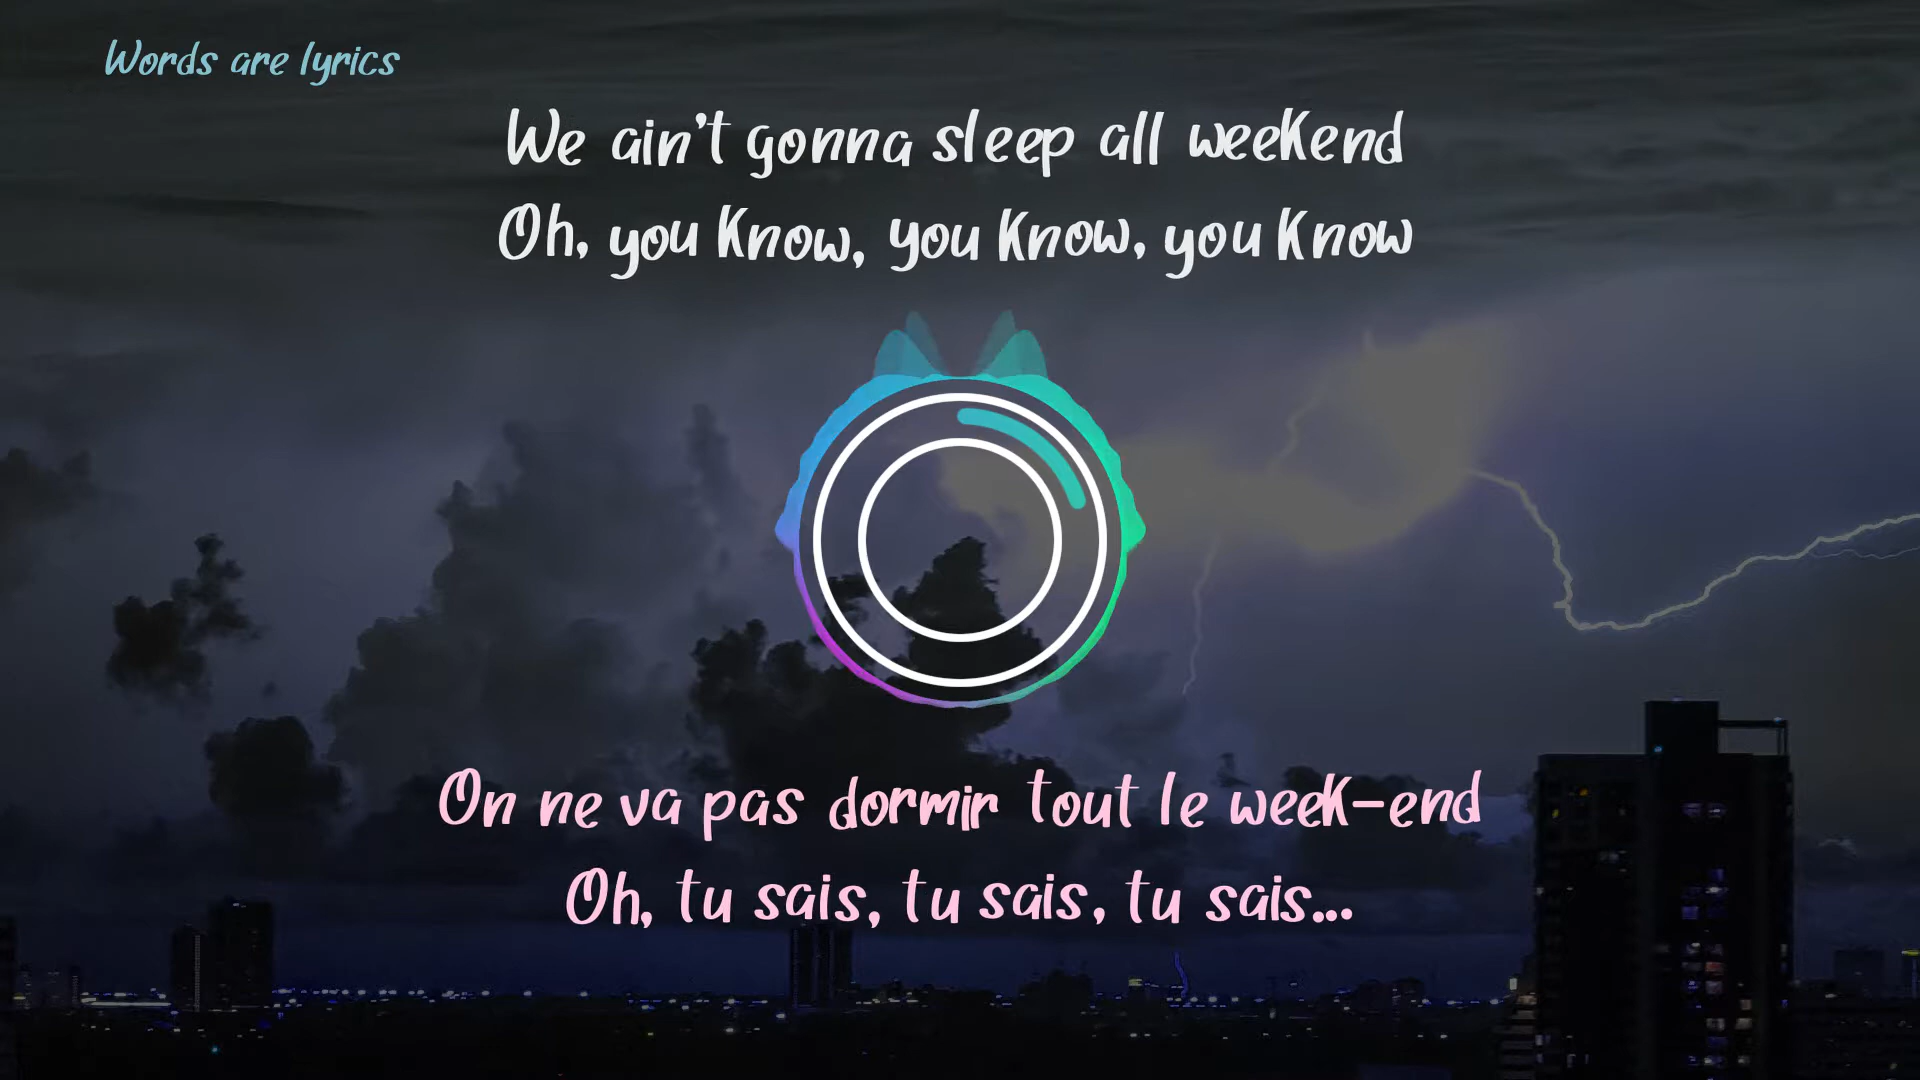 Words are lyrics
We ain't gonna sleep all weekend
Oh, you know, you know, you know
On ne va pas dormir tout le week-end
Oh, tu sais, tu sais, tu sais...